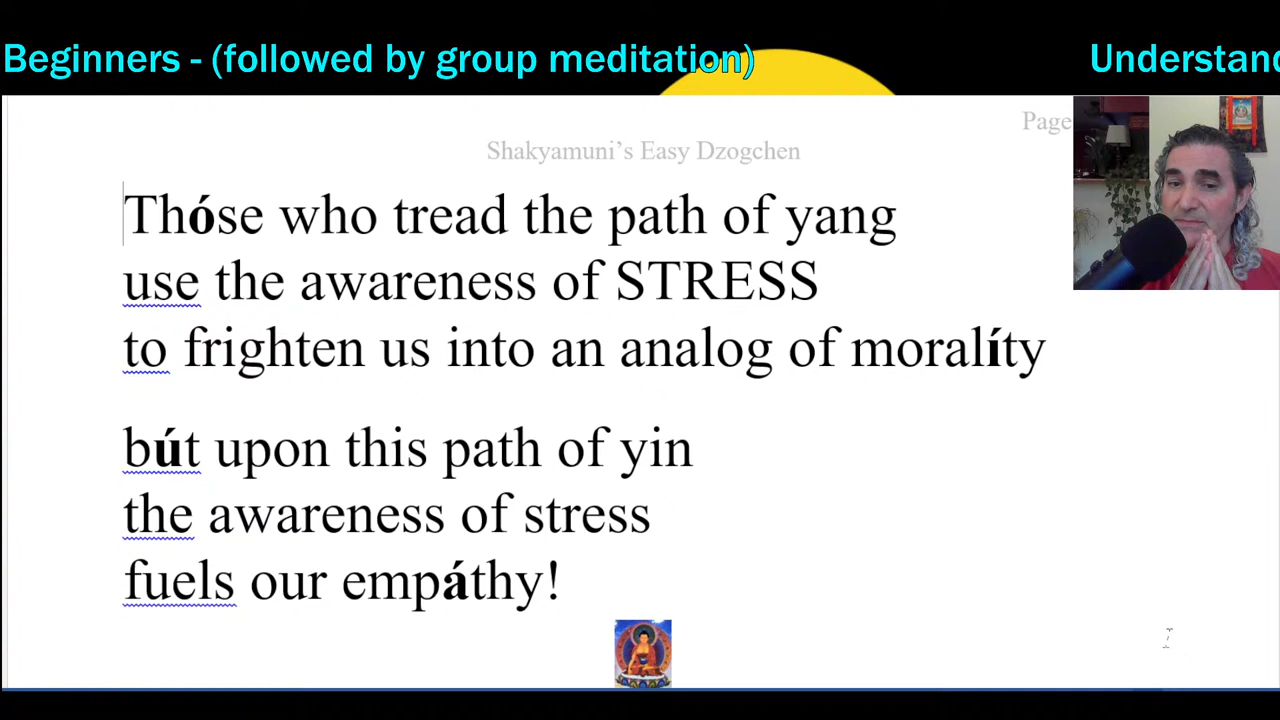 Beginners - (followed by group meditation)
Understand
Page
Shakyamuni’s Easy Dzogchen
Thóse who tread the path of yang
use the awareness of STRESS
to frighten us into an analog of moralíty
bút upon this path of yin
the awareness of stress
fuels our empáthy!